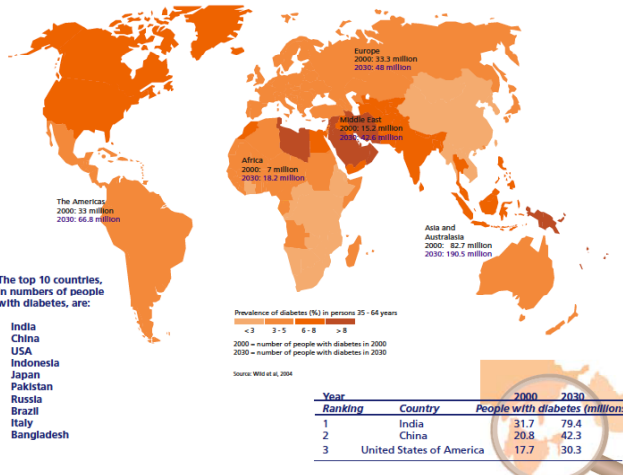 Europe
2000: 33.3 million
2030: 48 million
Middle East
2000: 15.2 million
2030: 42.6 million
Africa
2000: 7 million
2030: 18.2 million
The Americas
2000: 33 million
2030: 66.8 million
Asia and
Australasia
2000: 82.7 million
2030: 190.5 million
The top 10 countries,
in numbers of people
with diabetes, are:
India
China
USA
Indonesia
Japan
Pakistan
Russia
Brazil
Italy
Bangladesh
Prevalence of diabetes (%) in persons 35 - 64 years
< 3 3 - 5 6 - 8 > 8
2000 = number of people with diabetes in 2000
2030 = number of people with diabetes in 2030
Source: Wild et al, 2004
Year 2000 2030
Ranking Country People with diabetes (millions
1 India 31.7 79.4
2 China 20.8 42.3
3 United States of America 17.7 30.3